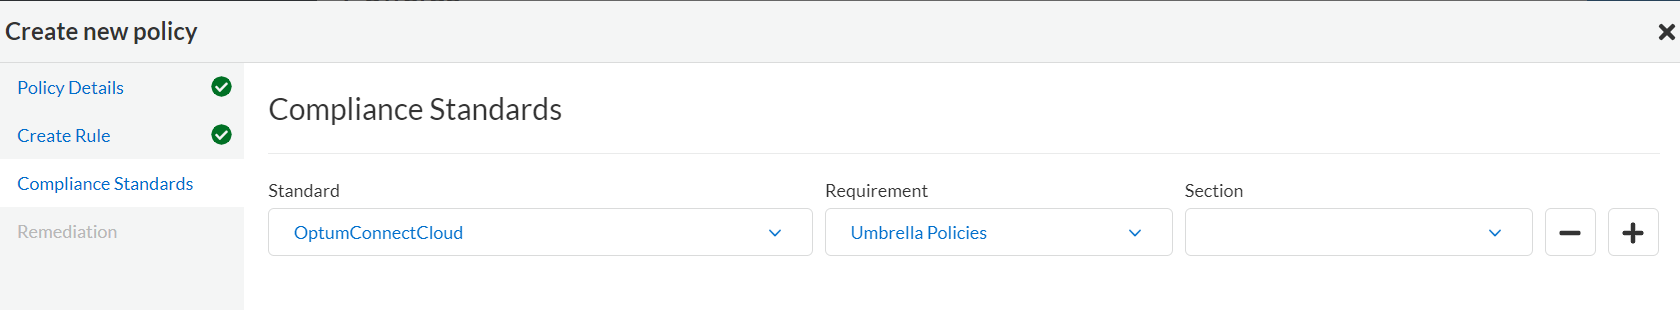 Create new policy
Policy Details
Create Rule
Compliance Standards
Remediation
Compliance Standards
Standard
Requirement
Section
OptumConnectCloud
Umbrella Policies